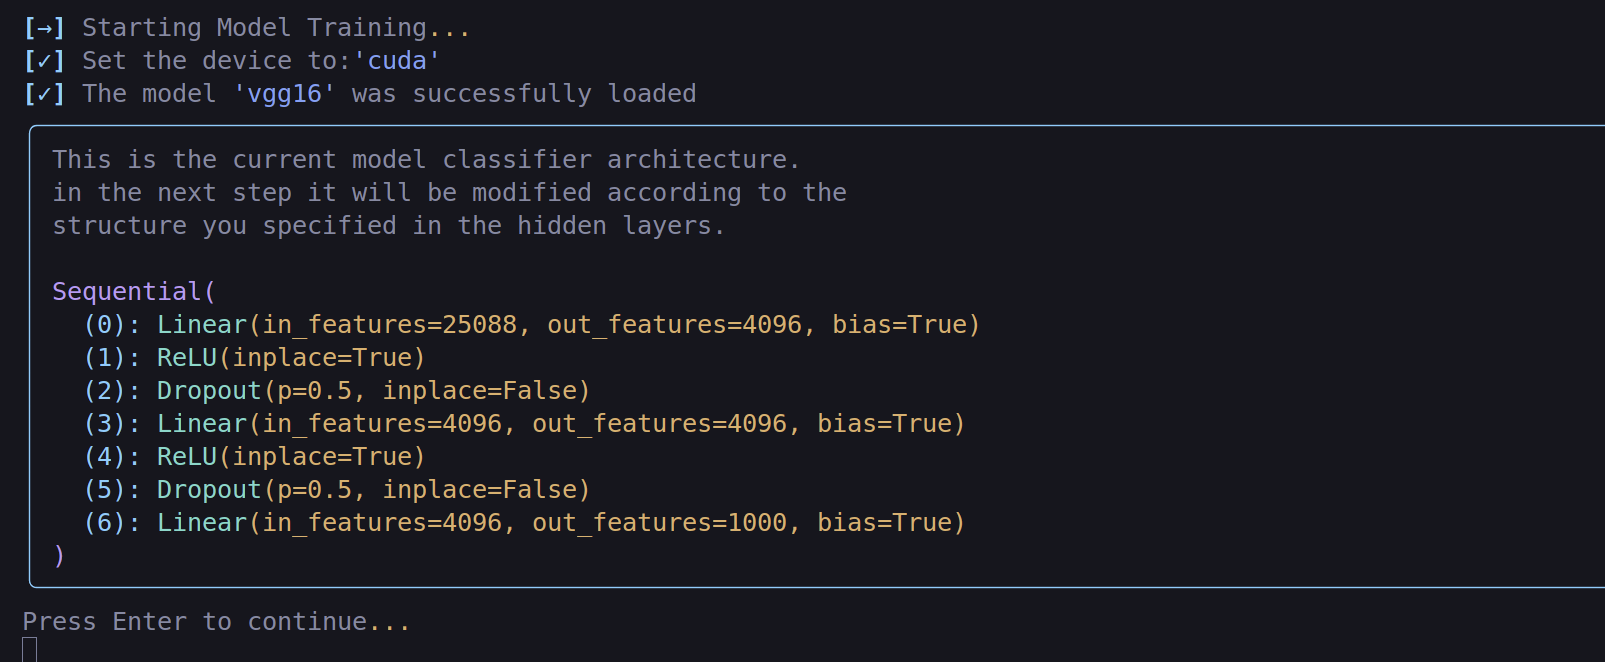 [→] Starting Model Training...
[✓] Set the device to:'cuda'
[✓] The model 'vgg16' was successfully loaded
This is the current model classifier architecture.
in the next step it will be modified according to the
structure you specified in the hidden layers.
Sequential(
(0): Linear(in_features=25088, out_features=4096, bias=True)
(1): ReLU(inplace=True)
(2): Dropout(p=0.5, inplace=False)
(3): Linear(in_features=4096, out_features=4096, bias=True)
(4): ReLU(inplace=True)
(5): Dropout(p=0.5, inplace=False)
(6): Linear(in_features=4096, out_features=1000, bias=True)
)
Press Enter to continue...